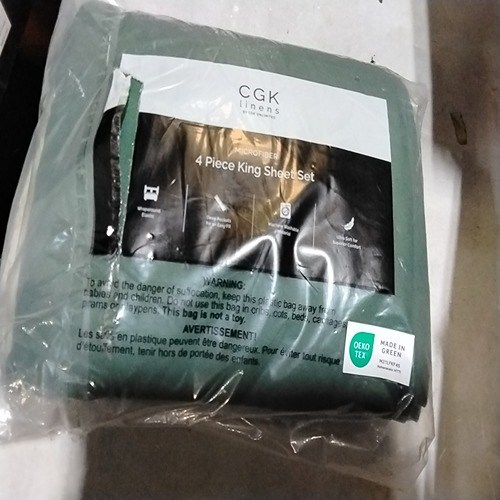 CGK
linens
MICROFIBER
4 Piece King Sheet Set
WARNING:
To avoid the danger of suffocation, keep this plastic bag away from
babies and children. Do not use this bag in cribs, cuts, beds, carriages,
prams or playpens. This bag is not a toy.
AVERTISSEMENT!
Les sacs en plastique peuvent être dangereux. Pour éviter tout risque
d'étouffement, tenir hors de portée des enfants.
OEKO
TEX
MADE IN
GREEN